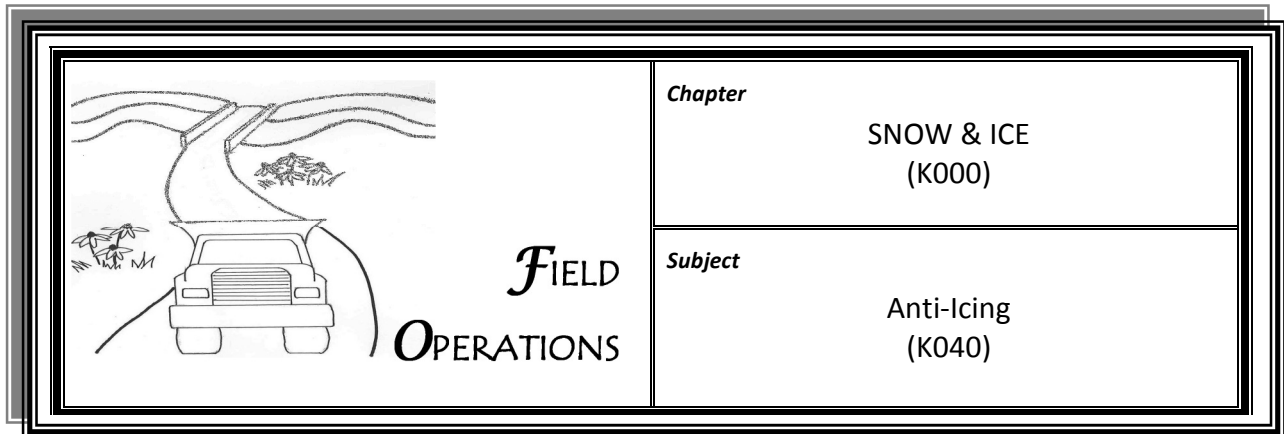 FIELD
OPERATIONS
Chapter
SNOW & ICE
(K000)
Subject
Anti-Icing
(K040)